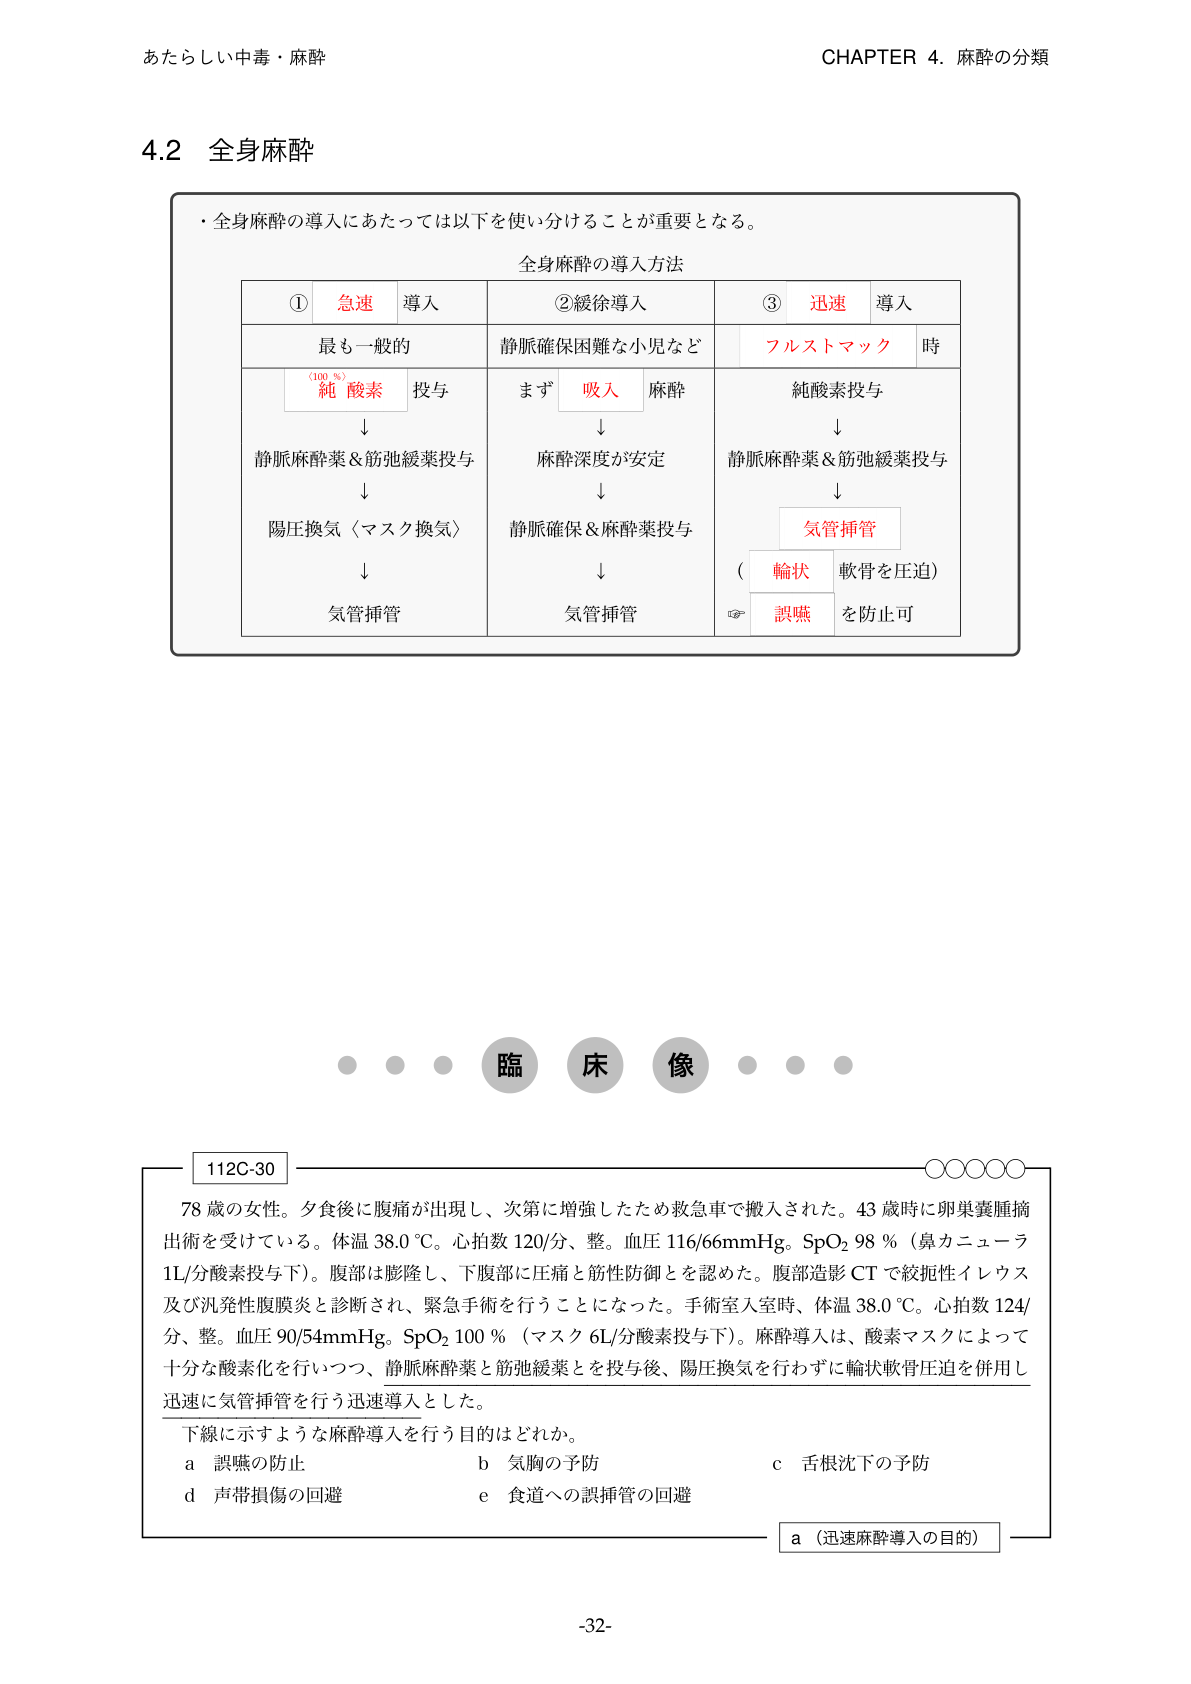 あたらしい中毒・麻酔 CHAPTER 4. 麻酔の分類
4.2 全身麻酔
・全身麻酔の導入にあたっては以下を使い分けることが重要となる。
全身麻酔の導入方法
① 急速 導入 ②緩徐導入 ③ 迅速 導入
最も一般的 静脈確保困難な小児など フルストマック 時
〈100 %〉
純 酸素 投与 まず 吸入 麻酔 純酸素投与
↓ ↓ ↓
静脈麻酔薬&筋弛緩薬投与 麻酔深度が安定 静脈麻酔薬&筋弛緩薬投与
↓ ↓ ↓
陽圧換気〈マスク換気〉 静脈確保&麻酔薬投与 気管挿管
↓ ↓ ( 輪状 軟骨を圧迫)
気管挿管 気管挿管 ☞ 誤嚥 を防止可
臨 床 像
112C-30
78 歳の女性。夕食後に腹痛が出現し、次第に増強したため救急車で搬入された。43 歳時に卵巣嚢腫摘
出術を受けている。体温 38.0 ℃。心拍数 120/分、整。血圧 116/66mmHg。SpO₂ 98 %（鼻カニューラ
1L/分酸素投与下)。腹部は膨隆し、下腹部に圧痛と筋性防御とを認めた。腹部造影 CT で絞扼性イレウス
及び汎発性腹膜炎と診断され、緊急手術を行うことになった。手術室入室時、体温 38.0 ℃。心拍数 124/
分、整。血圧 90/54mmHg。SpO₂ 100 %（マスク 6L/分酸素投与下)。麻酔導入は、酸素マスクによって
十分な酸素化を行いつつ、静脈麻酔薬と筋弛緩薬とを投与後、陽圧換気を行わずに輪状軟骨圧迫を併用し
迅速に気管挿管を行う迅速導入とした。
下線に示すような麻酔導入を行う目的はどれか。
a 誤嚥の防止 b 気胸の予防 c 舌根沈下の予防
d 声帯損傷の回避 e 食道への誤挿管の回避
a （迅速麻酔導入の目的）
-32-